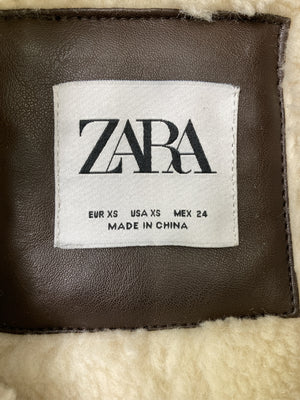 ZARA
EUR XS USA XS MEX 24
MADE IN CHINA